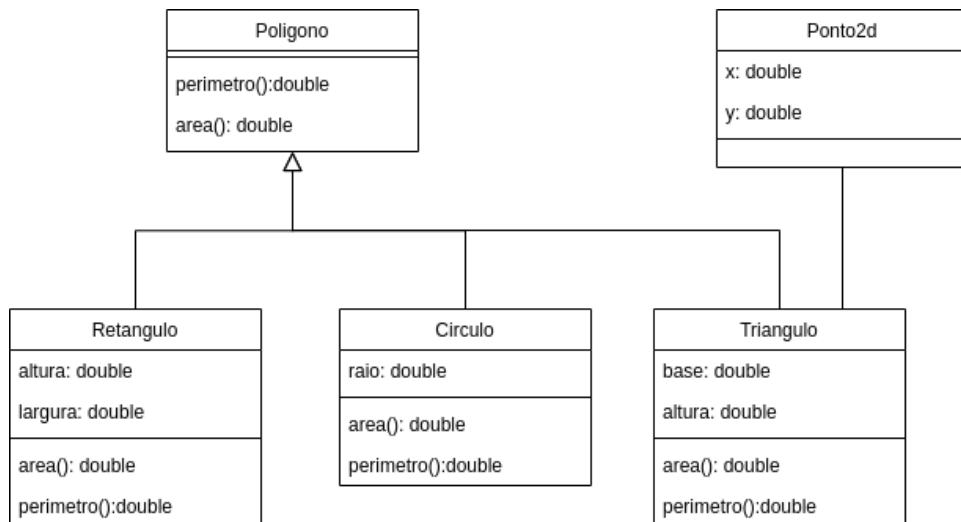 Poligono
perimetro():double
area(): double
Ponto2d
x: double
y: double
Retangulo
altura: double
largura: double
area(): double
perimetro():double
Circulo
raio: double
area(): double
perimetro():double
Triangulo
base: double
altura: double
area(): double
perimetro():double